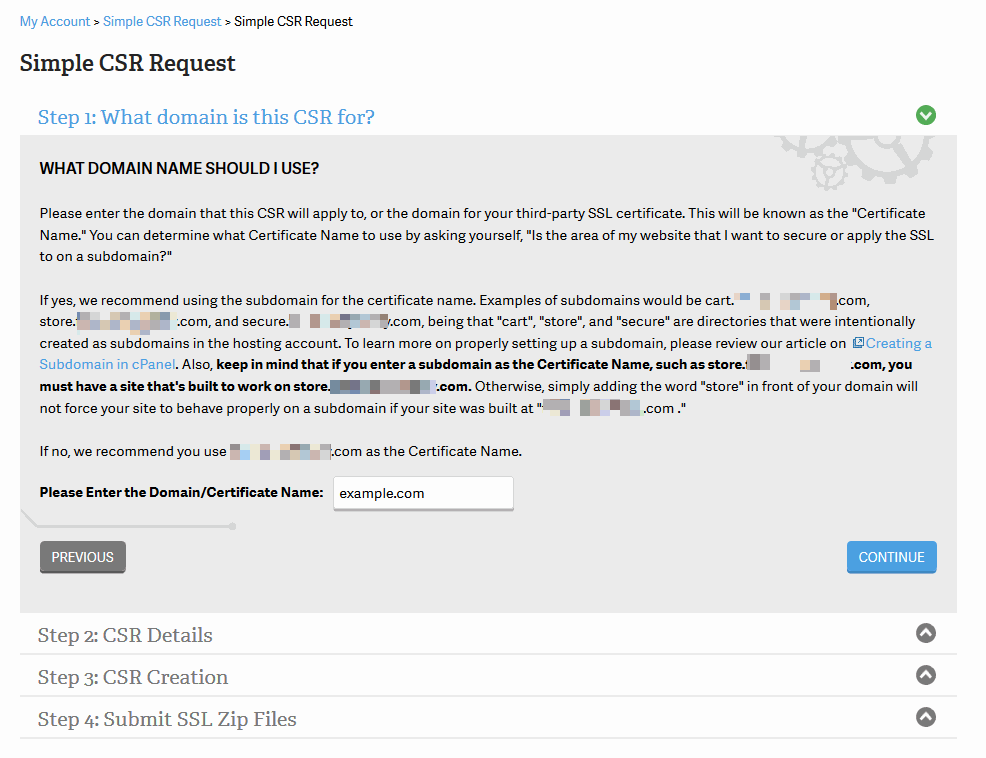 My Account > Simple CSR Request > Simple CSR Request
Simple CSR Request
Step 1: What domain is this CSR for?
WHAT DOMAIN NAME SHOULD I USE?
Please enter the domain that this CSR will apply to, or the domain for your third-party SSL certificate. This will be known as the "Certificate
Name." You can determine what Certificate Name to use by asking yourself, "Is the area of my website that I want to secure or apply the SSL
to on a subdomain?"
If yes, we recommend using the subdomain for the certificate name. Examples of subdomains would be cart. .com,
store. .com, and secure. .com, being that "cart", "store", and "secure" are directories that were intentionally
created as subdomains in the hosting account. To learn more on properly setting up a subdomain, please review our article on Creating a
Subdomain in cPanel. Also, keep in mind that if you enter a subdomain as the Certificate Name, such as store. .com, you
must have a site that's built to work on store. .com. Otherwise, simply adding the word "store" in front of your domain will
not force your site to behave properly on a subdomain if your site was built at " .com ."
If no, we recommend you use .com as the Certificate Name.
Please Enter the Domain/Certificate Name: example.com
PREVIOUS CONTINUE
Step 2: CSR Details
Step 3: CSR Creation
Step 4: Submit SSL Zip Files